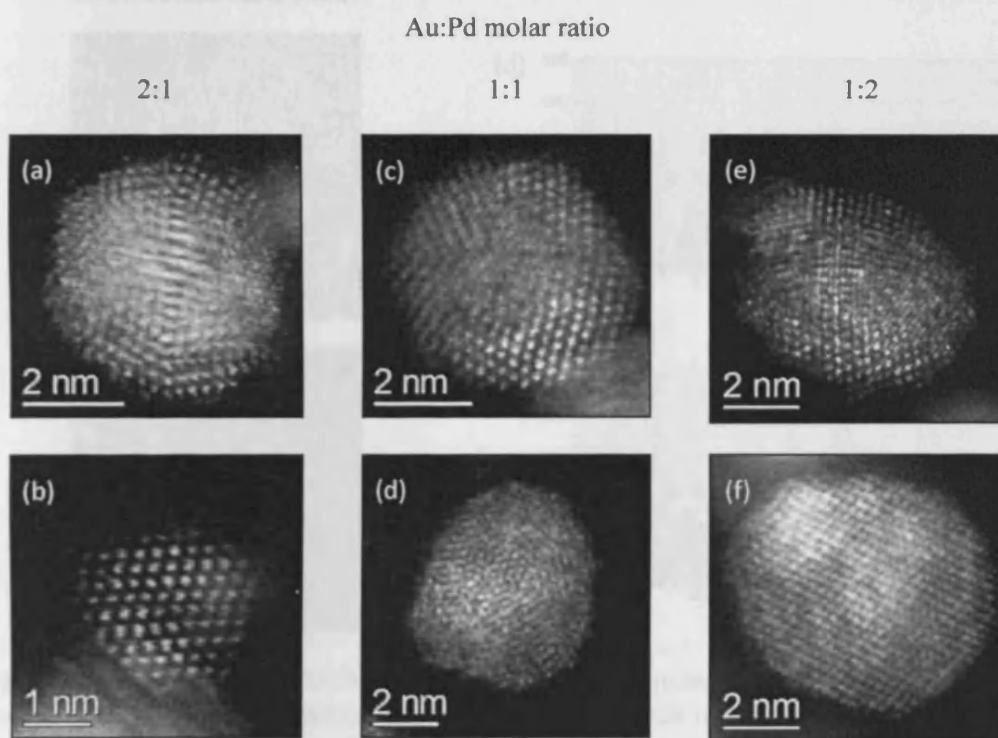 Au:Pd molar ratio
2:1 1:1 1:2
(a) (c) (e)
2 nm 2 nm 2 nm
(b) (d) (f)
1 nm 2 nm 2 nm